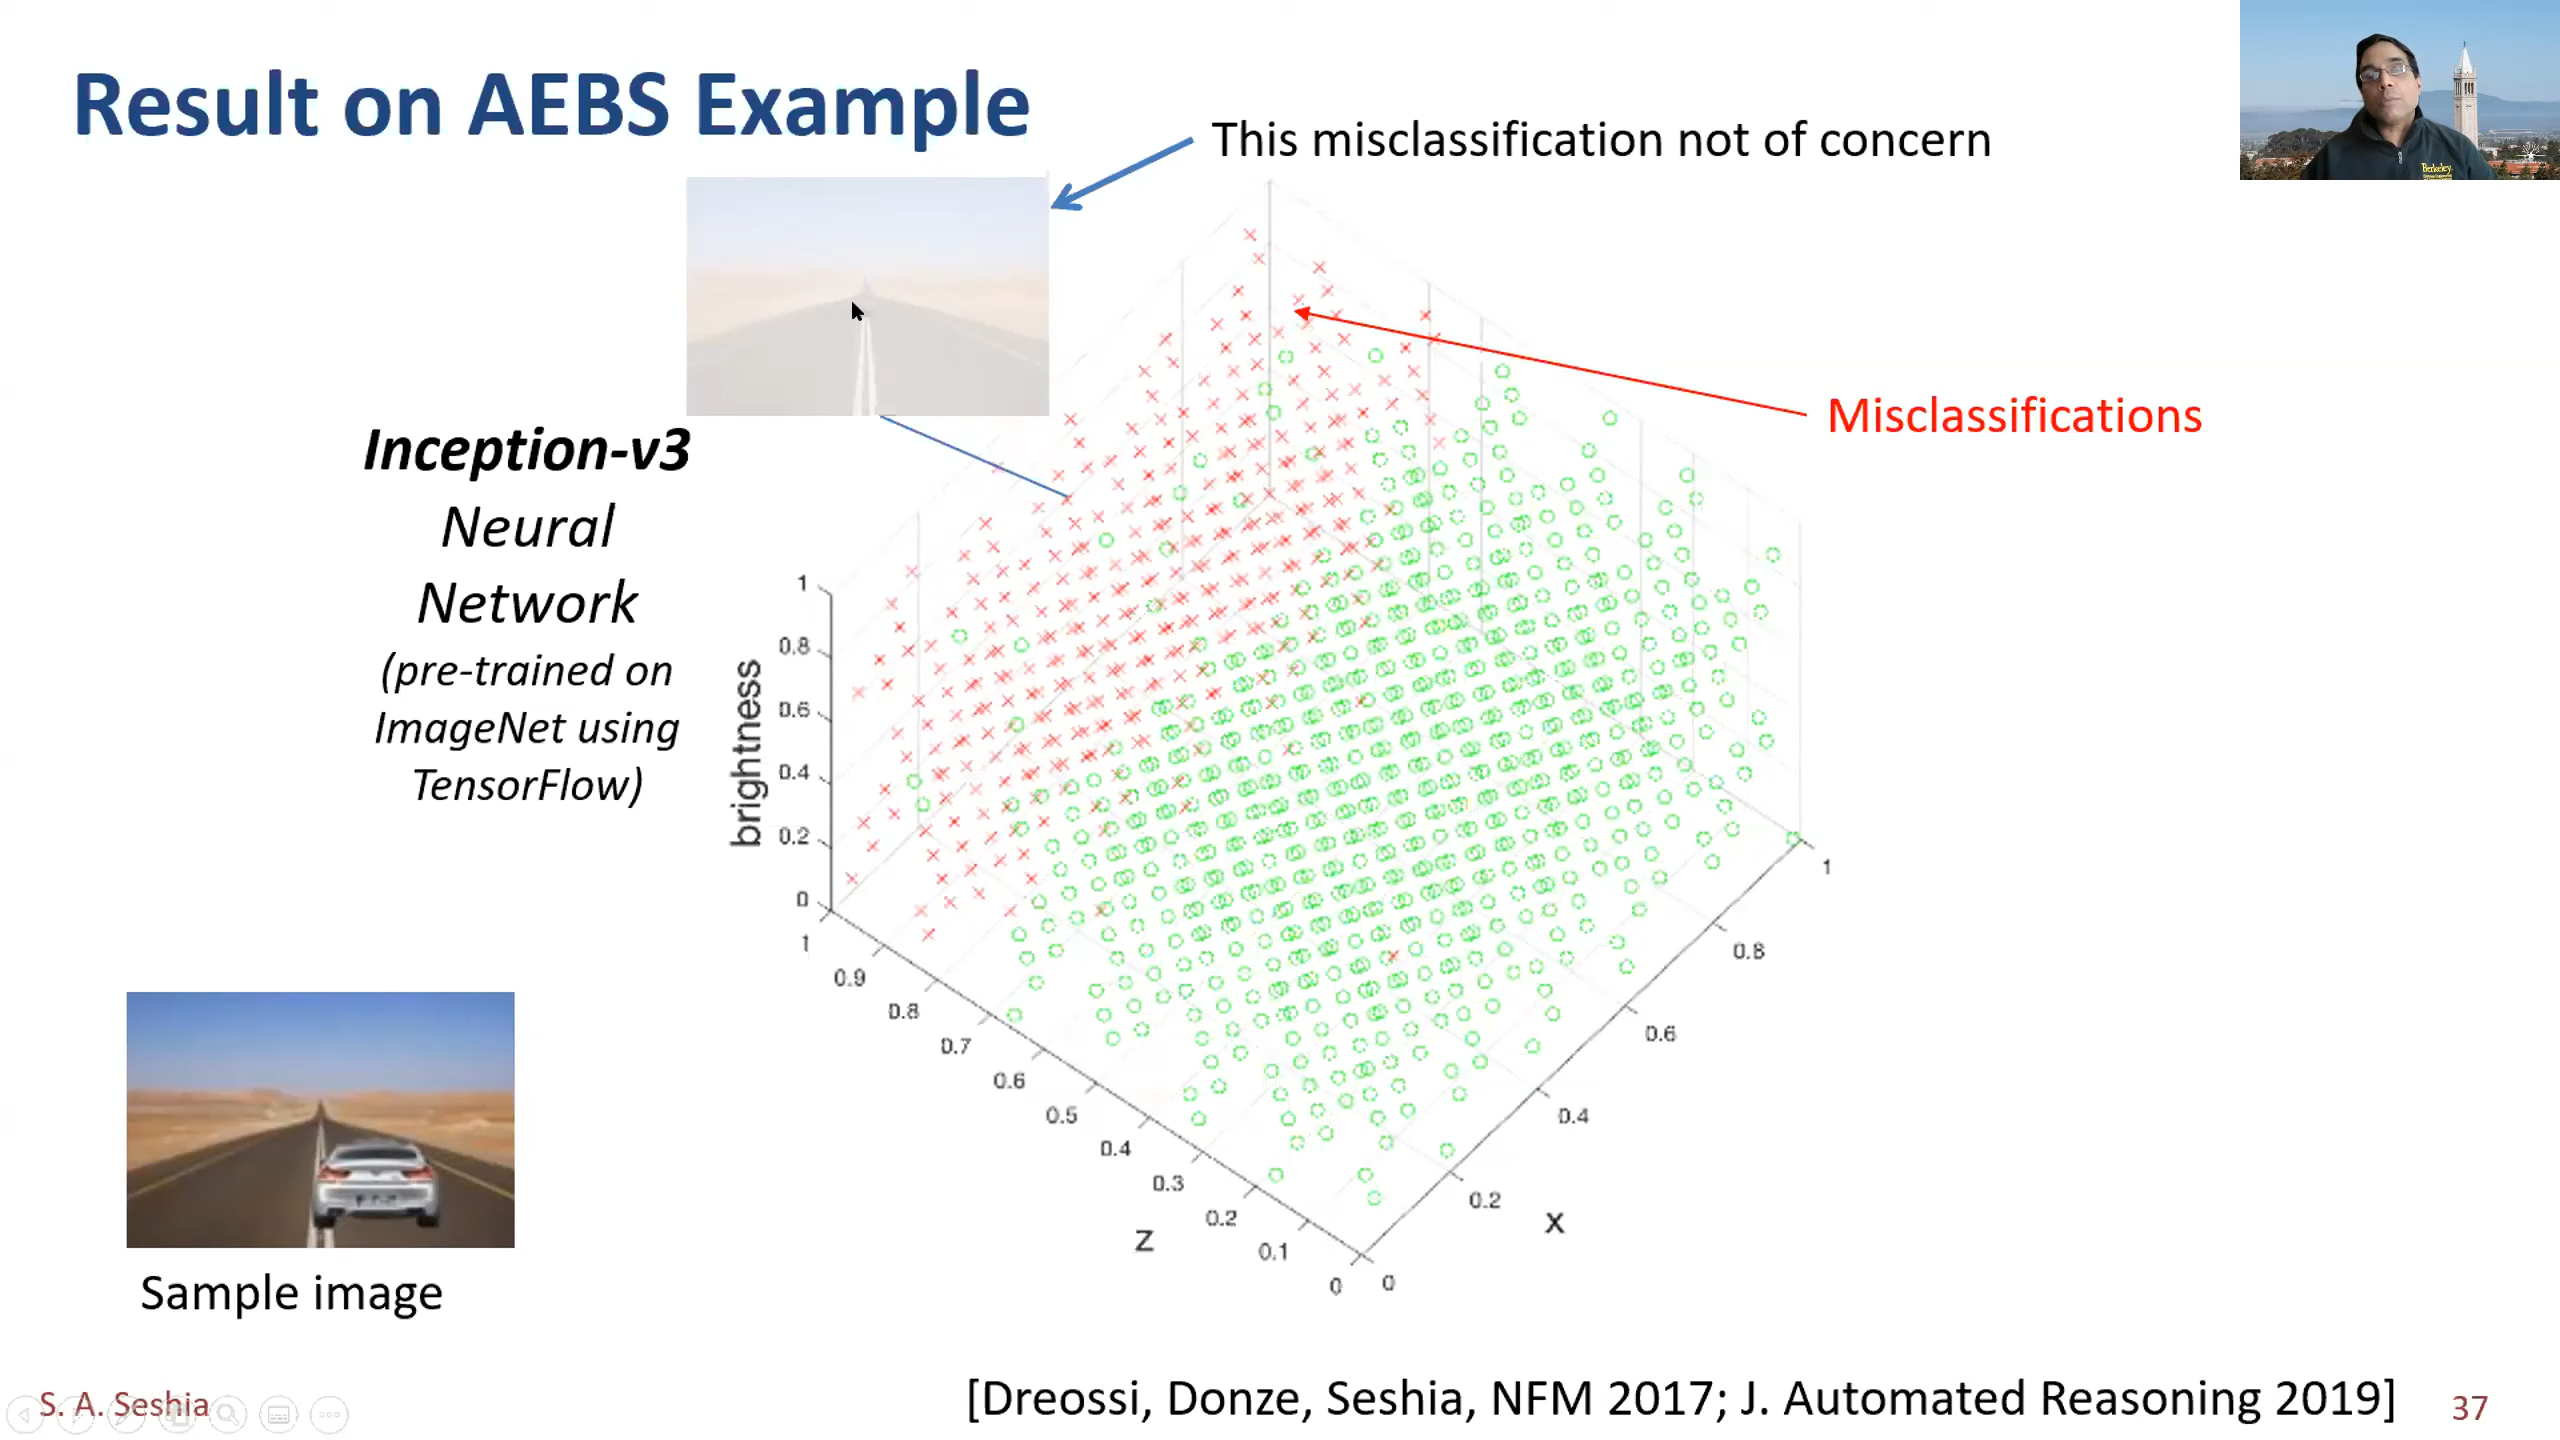 Result on AEBS Example
This misclassification not of concern
Misclassifications
Inception-v3
Neural
Network
(pre-trained on
ImageNet using
TensorFlow)
brightness
1
0.8
0.6
0.4
0.2
0
1
0.9
0.8
0.7
0.6
0.5
0.4
0.3
0.2
0.1
0
z
0
0.2
0.4
0.6
0.8
1
x
Sample image
Berkeley
S. A. Seshia
[Dreossi, Donze, Seshia, NFM 2017; J. Automated Reasoning 2019]
37